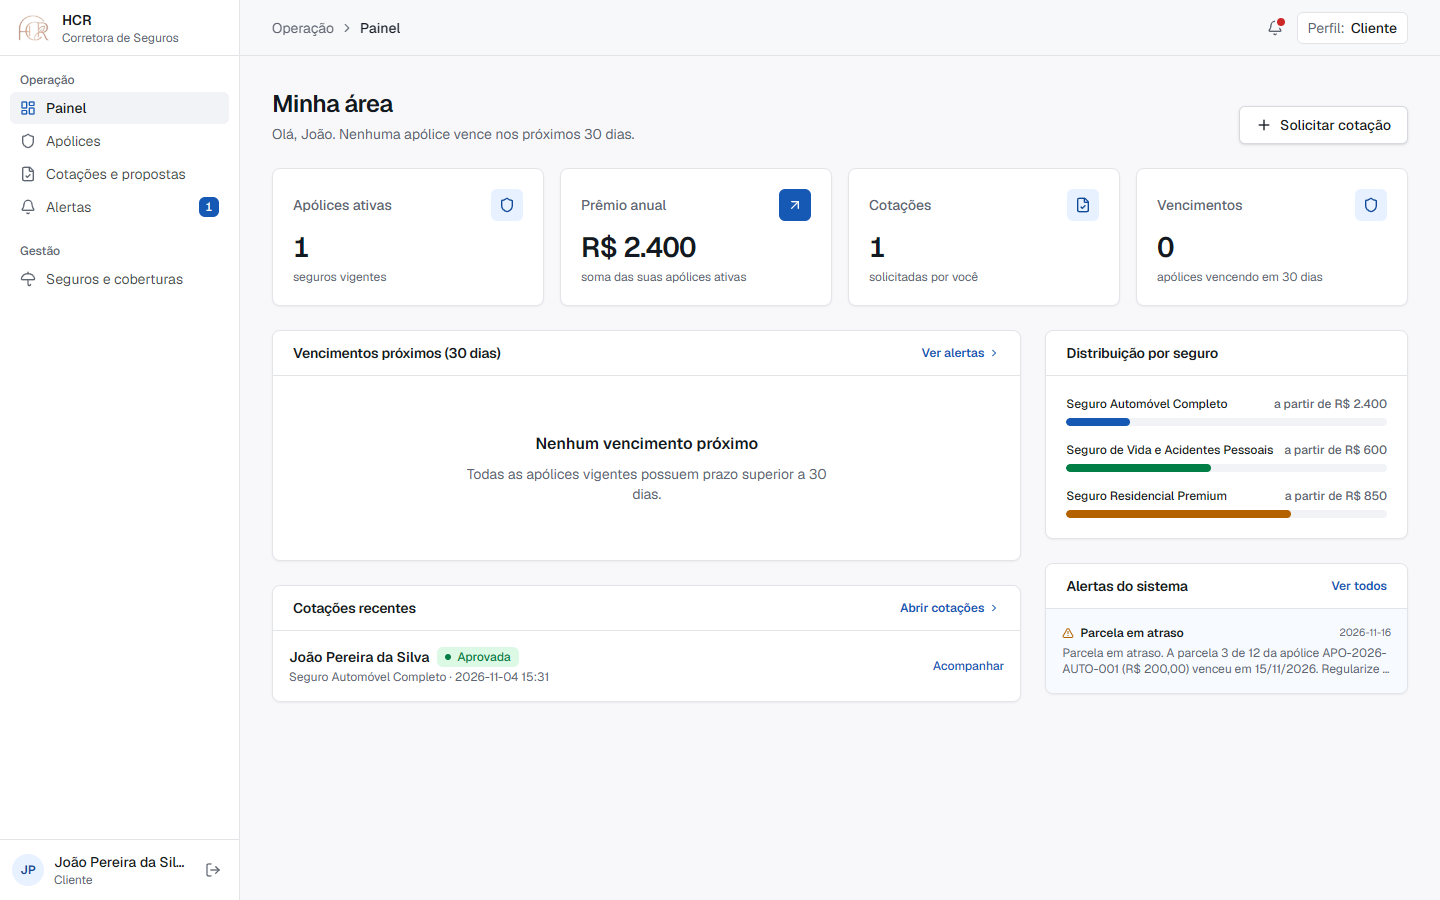 HCR
Corretora de Seguros
Operação
Painel
Apólices
Cotações e propostas
Alertas
1
Gestão
Seguros e coberturas
JP
João Pereira da Sil...
Cliente
Operação > Painel
Perfil: Cliente
Minha área
Olá, João. Nenhuma apólice vence nos próximos 30 dias.
+ Solicitar cotação
Apólices ativas
1
seguros vigentes
Prêmio anual
R$ 2.400
soma das suas apólices ativas
Cotações
1
solicitadas por você
Vencimentos
0
apólices vencendo em 30 dias
Vencimentos próximos (30 dias)
Ver alertas >
Nenhum vencimento próximo
Todas as apólices vigentes possuem prazo superior a 30
dias.
Cotações recentes
Abrir cotações >
João Pereira da Silva
Aprovada
Seguro Automóvel Completo · 2026-11-04 15:31
Acompanhar
Distribuição por seguro
Seguro Automóvel Completo
a partir de R$ 2.400
Seguro de Vida e Acidentes Pessoais
a partir de R$ 600
Seguro Residencial Premium
a partir de R$ 850
Alertas do sistema
Ver todos
Parcela em atraso
2026-11-16
Parcela em atraso. A parcela 3 de 12 da apólice APO-2026-
AUTO-001 (R$ 200,00) venceu em 15/11/2026. Regularize ...